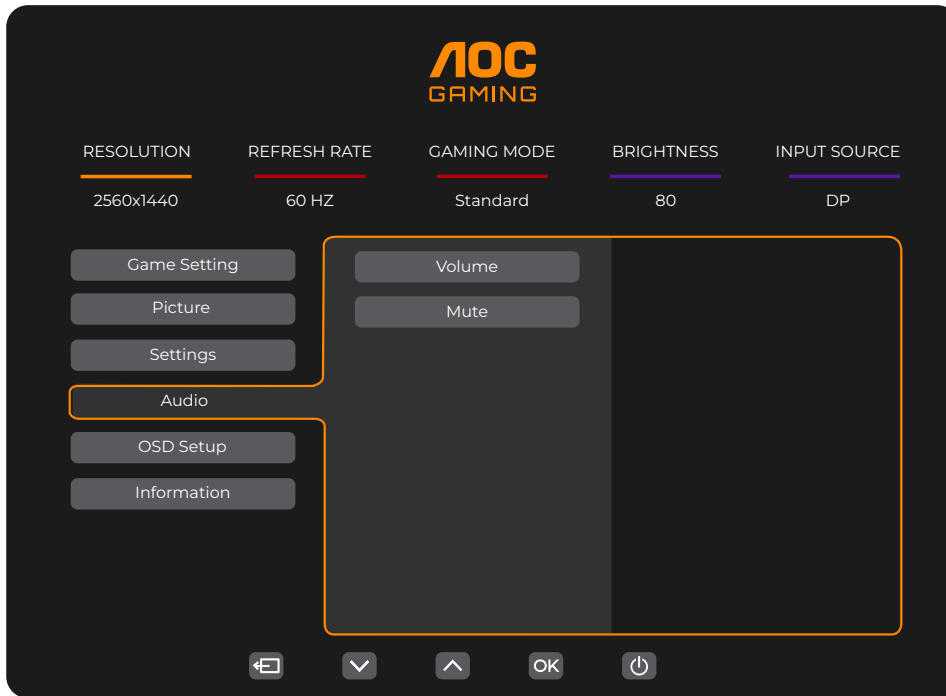 AOC
GAMING
RESOLUTION REFRESH RATE GAMING MODE BRIGHTNESS INPUT SOURCE
2560x1440 60 HZ Standard 80 DP
Game Setting Volume
Picture Mute
Settings
Audio
OSD Setup
Information
OK